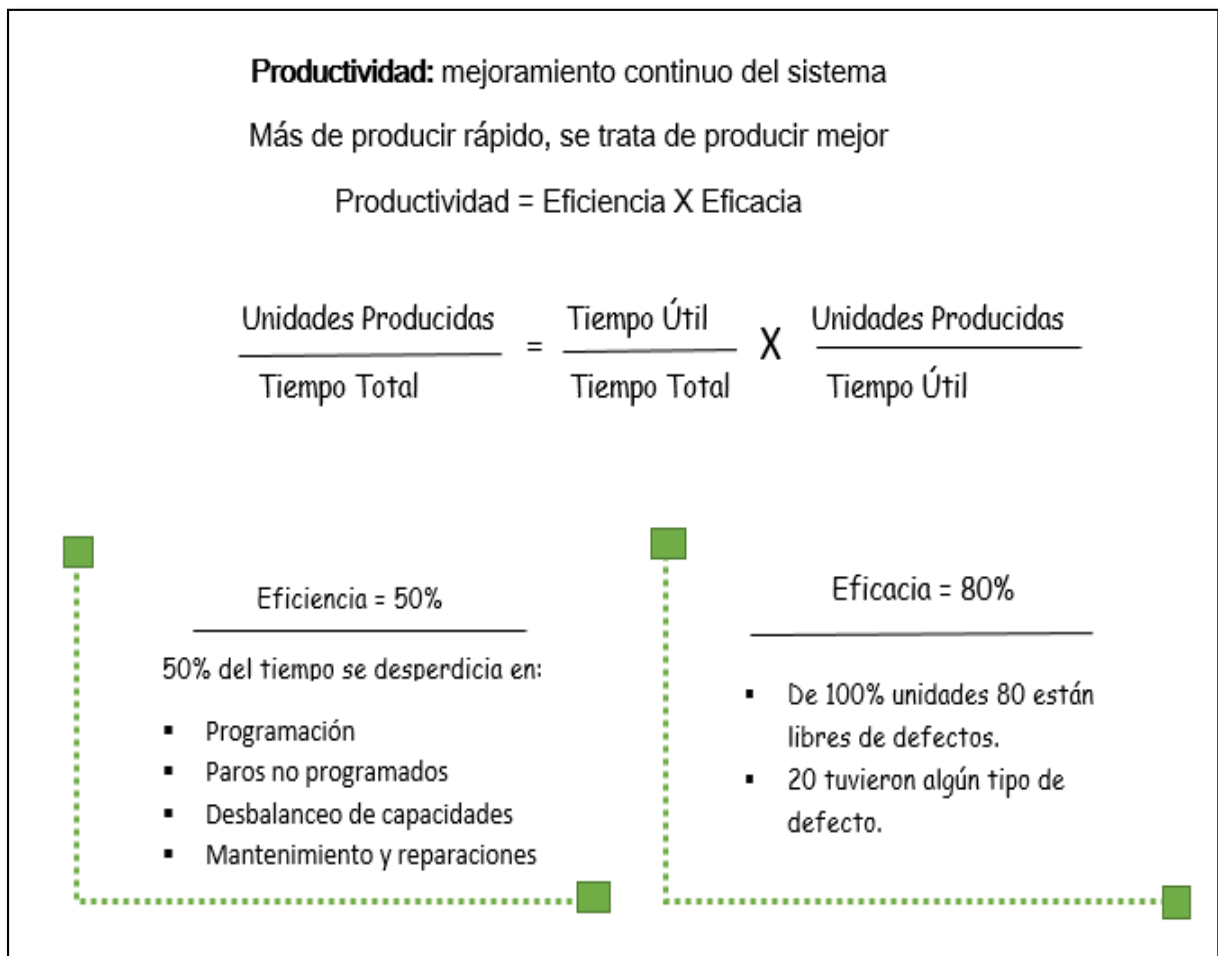 Productividad: mejoramiento continuo del sistema
Más de producir rápido, se trata de producir mejor
Productividad = Eficiencia X Eficacia
Unidades Producidas
Tiempo Total
=
Tiempo Útil
Tiempo Total
X
Unidades Producidas
Tiempo Útil
Eficiencia = 50%
50% del tiempo se desperdicia en:
▪ Programación
▪ Paros no programados
▪ Desbalanceo de capacidades
▪ Mantenimiento y reparaciones
Eficacia = 80%
▪ De 100% unidades 80 están
libres de defectos.
▪ 20 tuvieron algún tipo de
defecto.